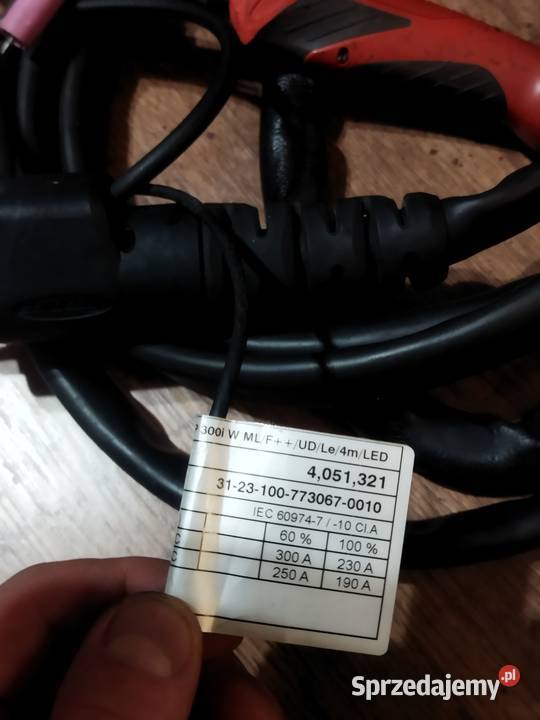 300i W ML/F++/UD/Le/4m/LED
4,051,321
31-23-100-773067-0010
IEC 60974-7 / -10 Cl.A
60 % 100 %
300 A 230 A
250 A 190 A
Sprzedajemy.pl